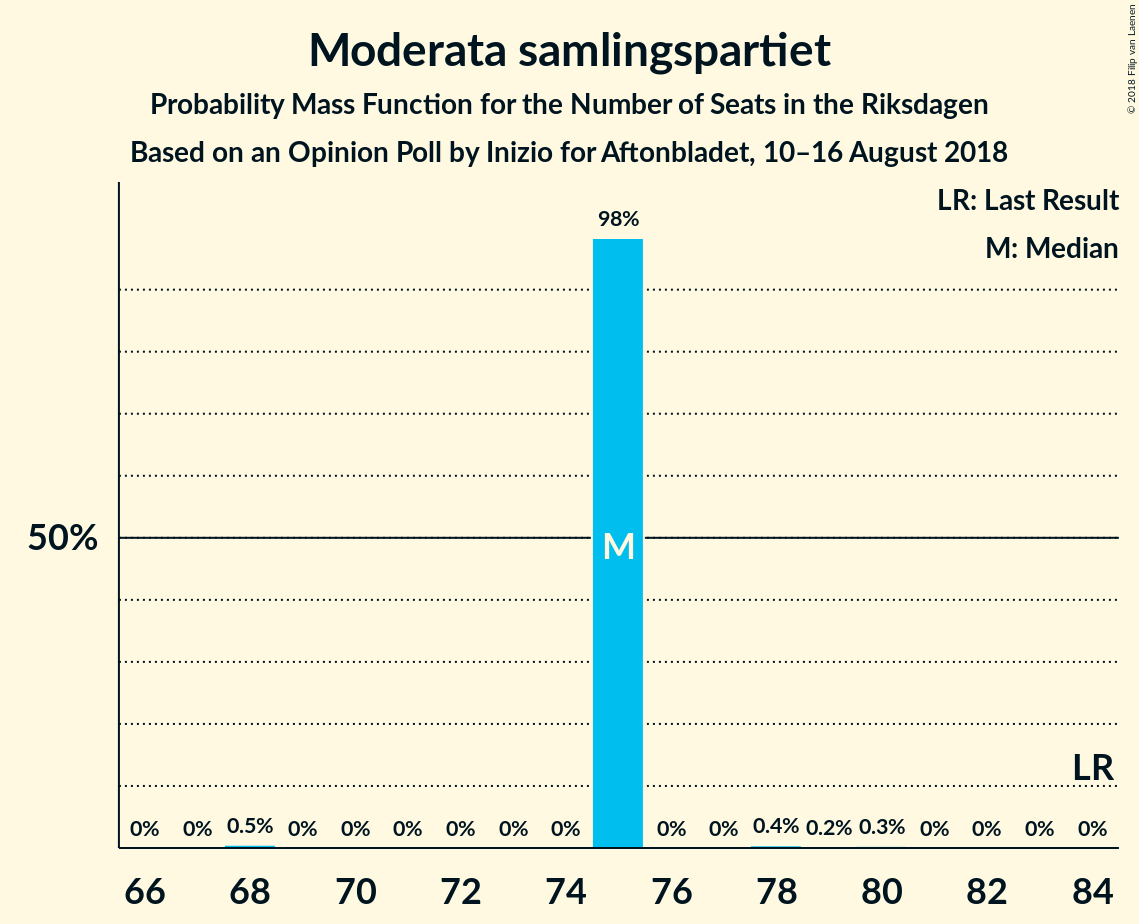 Moderata samlingspartiet
Probability Mass Function for the Number of Seats in the Riksdagen
Based on an Opinion Poll by Inizio for Aftonbladet, 10–16 August 2018
© 2018 Filip van Laenen
LR: Last Result
M: Median
98%
50%
M
LR
0% 0% 0.5% 0% 0% 0% 0% 0% 0% 0% 0% 0.4% 0.2% 0.3% 0% 0% 0% 0%
66 68 70 72 74 76 78 80 82 84